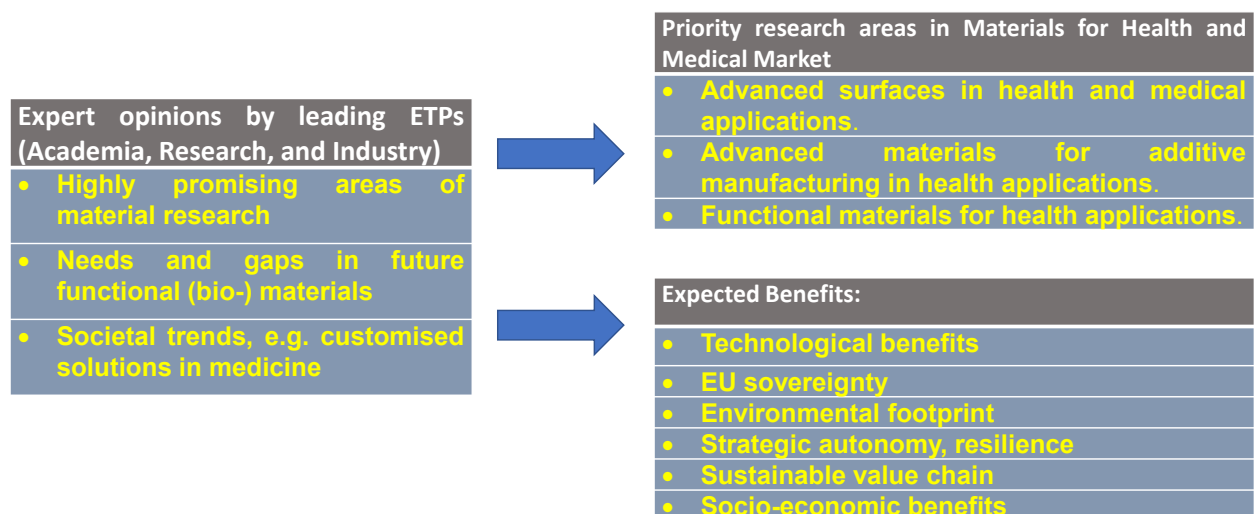 Expert opinions by leading ETPs
(Academia, Research, and Industry)
• Highly promising areas of
material research
• Needs and gaps in future
functional (bio-) materials
• Societal trends, e.g. customised
solutions in medicine
Priority research areas in Materials for Health and
Medical Market
• Advanced surfaces in health and medical
applications.
• Advanced materials for additive
manufacturing in health applications.
• Functional materials for health applications.
Expected Benefits:
• Technological benefits
• EU sovereignty
• Environmental footprint
• Strategic autonomy, resilience
• Sustainable value chain
• Socio-economic benefits